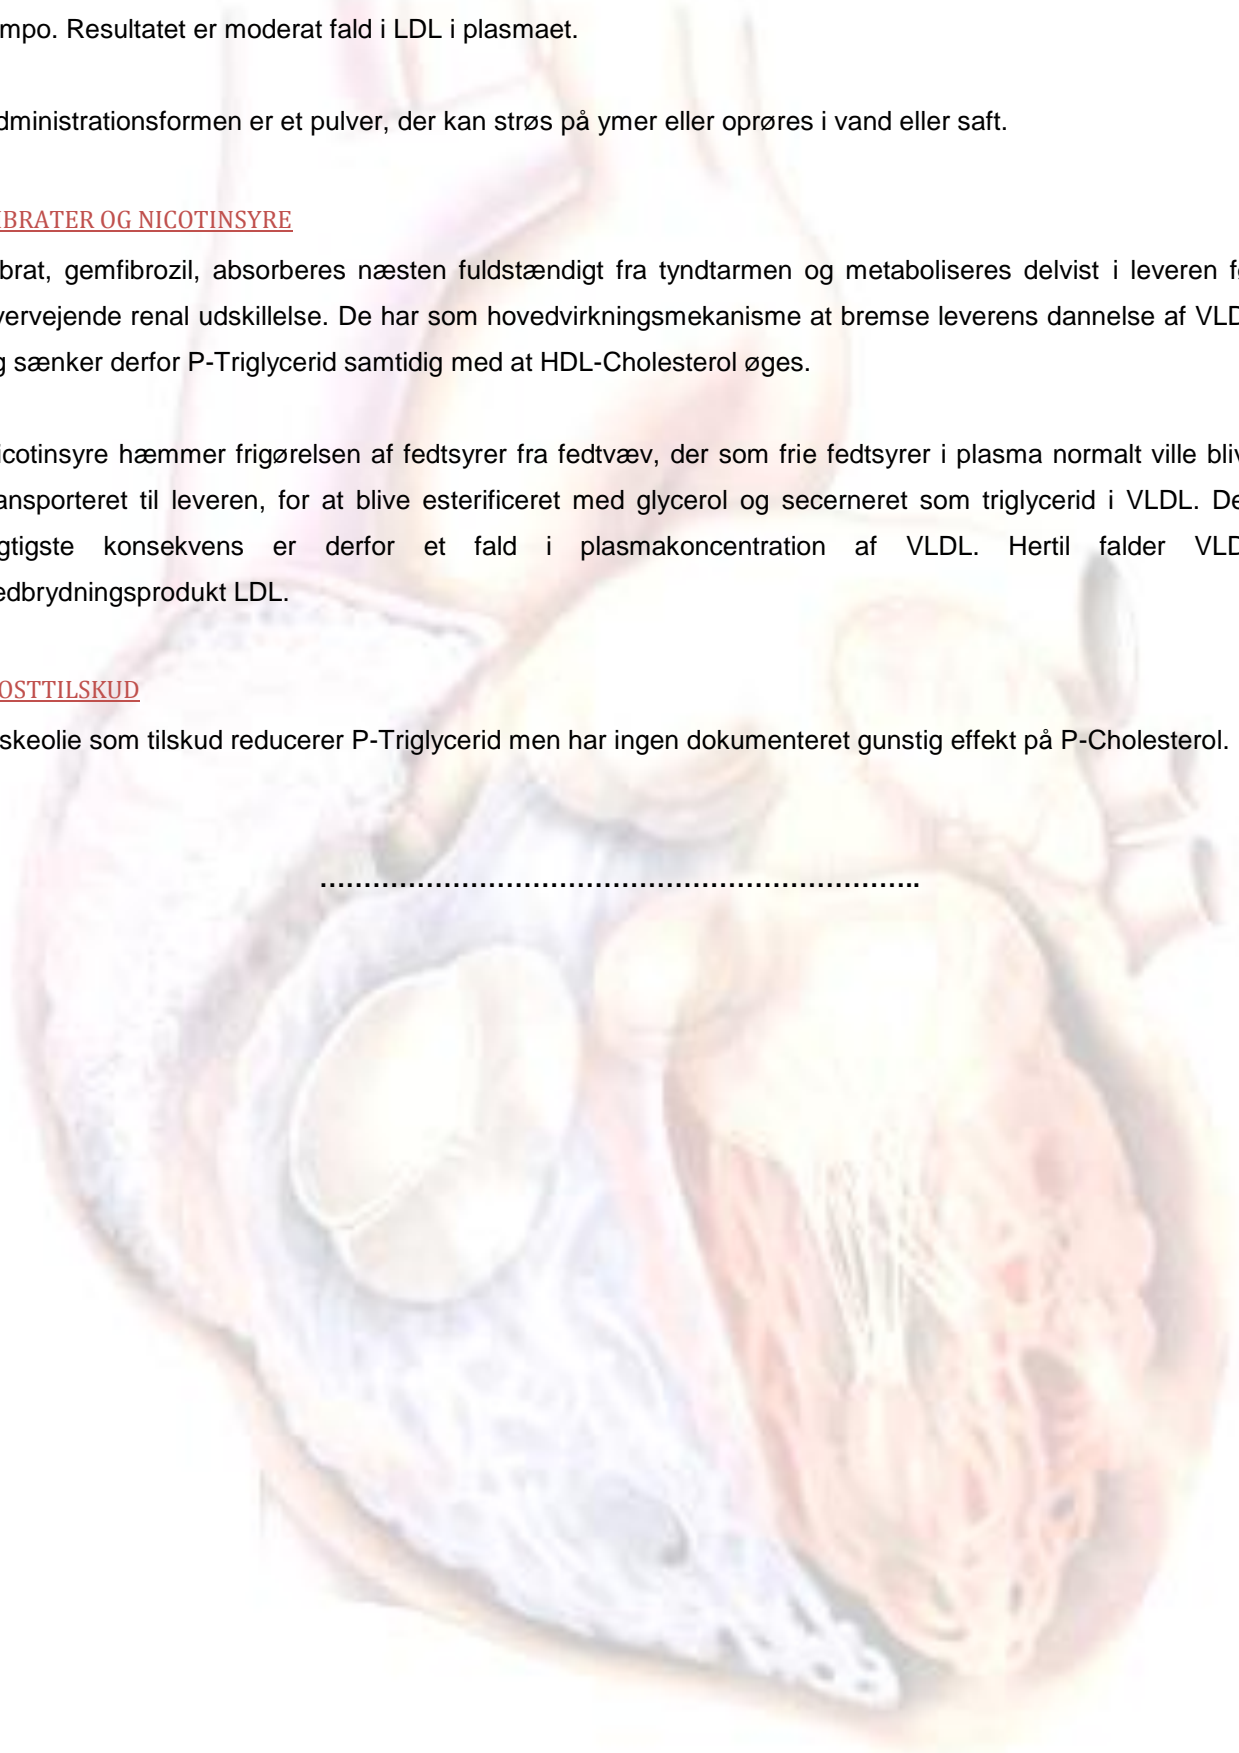 mpo. Resultatet er moderat fald i LDL i plasmaet.
dministrationsformen er et pulver, der kan strøs på ymer eller oprøres i vand eller saft.
IBRATER OG NICOTINSYRE
brat, gemfibrozil, absorberes næsten fuldstændigt fra tyndtarmen og metaboliseres delvist i leveren f
vervejende renal udskillelse. De har som hovedvirkningsmekanisme at bremse leverens dannelse af VLD
g sænker derfor P-Triglycerid samtidig med at HDL-Cholesterol øges.
icotinsyre hæmmer frigørelsen af fedtsyrer fra fedtvæv, der som frie fedtsyrer i plasma normalt ville bliv
ansporteret til leveren, for at blive esterificeret med glycerol og secerneret som triglycerid i VLDL. De
gtigste konsekvens er derfor et fald i plasmakoncentration af VLDL. Hertil falder VLD
edbrydningsprodukt LDL.
OSTTILSKUD
skeolie som tilskud reducerer P-Triglycerid men har ingen dokumenteret gunstig effekt på P-Cholesterol.
…………………………………………………………..